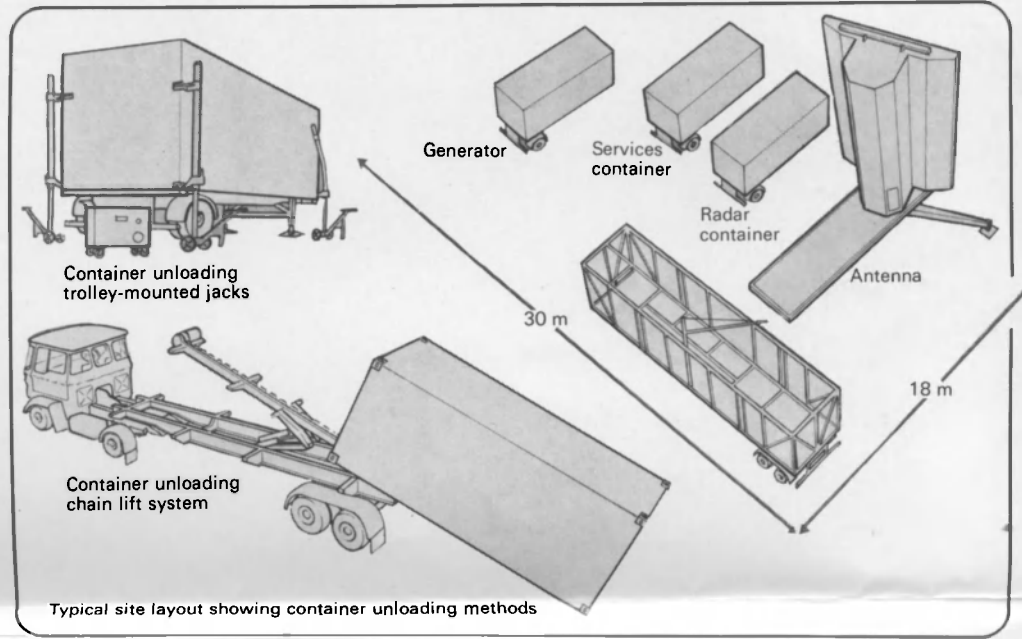 Generator
Services
container
Radar
container
Antenna
Container unloading
trolley-mounted jacks
30 m
18 m
Container unloading
chain lift system
Typical site layout showing container unloading methods